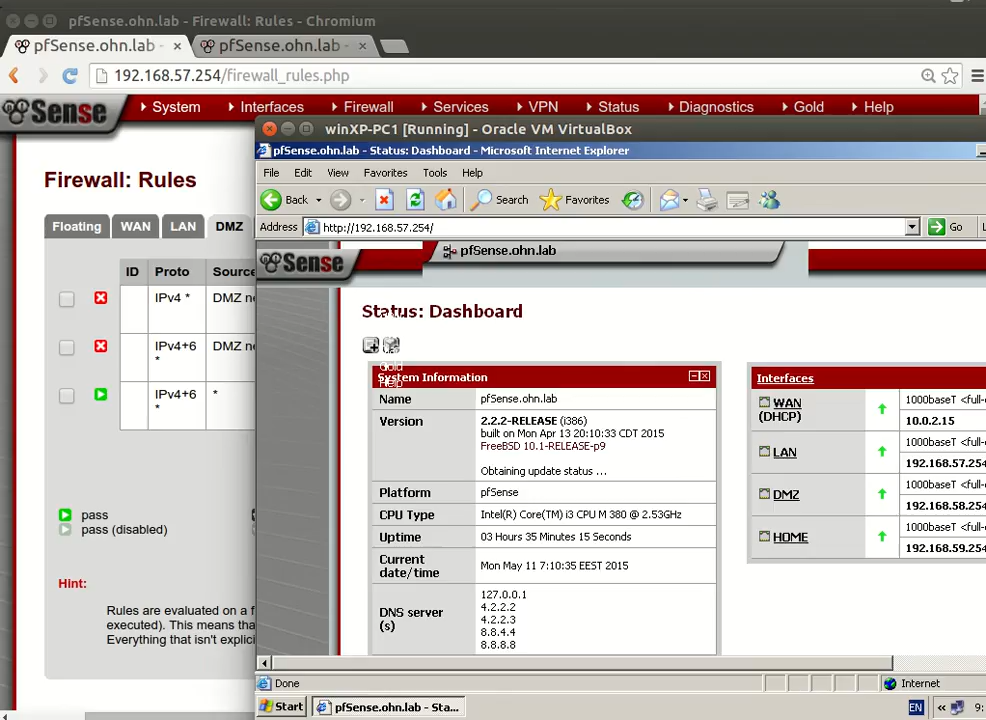 pfSense.ohn.lab - Firewall: Rules - Chromium
pfSense.ohn.lab - × pfSense.ohn.lab - ×
192.168.57.254/firewall_rules.php
Sense System Interfaces Firewall Services VPN Status Diagnostics Gold Help
Firewall: Rules
Floating WAN LAN DMZ
ID Proto Source
IPv4 * DMZ ne
IPv4+6 * DMZ ne
IPv4+6 * *
pass
pass (disabled)
Hint:
Rules are evaluated on a f
executed). This means tha
Everything that isn't explici
winXP-PC1 [Running] - Oracle VM VirtualBox
pfSense.ohn.lab - Status: Dashboard - Microsoft Internet Explorer
File Edit View Favorites Tools Help
Back Search Favorites
Address http://192.168.57.254/ Go
Sense pfSense.ohn.lab
Status: Dashboard
Gold
Help
System Information
Name pfSense.ohn.lab
Version 2.2.2-RELEASE (i386)
built on Mon Apr 13 20:10:33 CDT 2015
FreeBSD 10.1-RELEASE-p9
Obtaining update status ...
Platform pfSense
CPU Type Intel(R) Core(TM) i3 CPU M 380 @ 2.53GHz
Uptime 03 Hours 35 Minutes 15 Seconds
Current date/time Mon May 11 7:10:35 EEST 2015
DNS server (s) 127.0.0.1
4.2.2.2
4.2.2.3
8.8.4.4
8.8.8.8
Interfaces
WAN (DHCP) 1000baseT <full-
10.0.2.15
LAN 1000baseT <full-
192.168.57.254
DMZ 1000baseT <full-
192.168.58.254
HOME 1000baseT <full-
192.168.59.254
Done Internet
Start pfSense.ohn.lab - Sta... EN « 9: